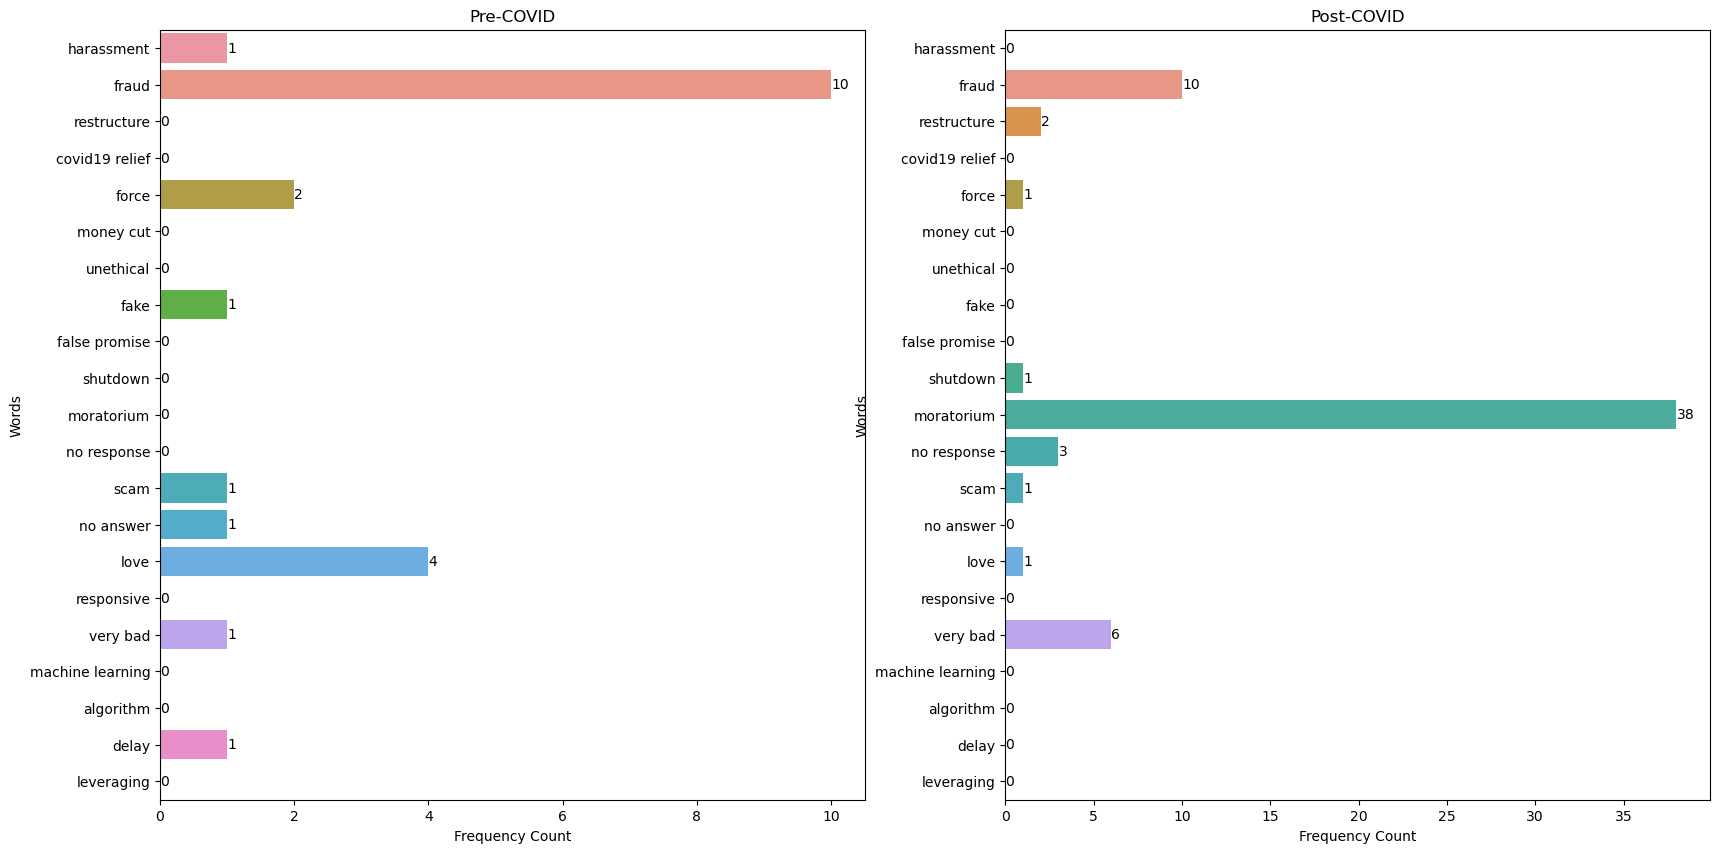 Pre-COVID
Words
harassment 1
fraud 10
restructure 0
covid19 relief 0
force 2
money cut 0
unethical 0
fake 1
false promise 0
shutdown 0
moratorium 0
no response 0
scam 1
no answer 1
love 4
responsive 0
very bad 1
machine learning 0
algorithm 0
delay 1
leveraging 0
0 2 4 6 8 10
Frequency Count
Post-COVID
Words
harassment 0
fraud 10
restructure 2
covid19 relief 0
force 1
money cut 0
unethical 0
fake 0
false promise 0
shutdown 1
moratorium 38
no response 3
scam 1
no answer 0
love 1
responsive 0
very bad 6
machine learning 0
algorithm 0
delay 0
leveraging 0
0 5 10 15 20 25 30 35
Frequency Count